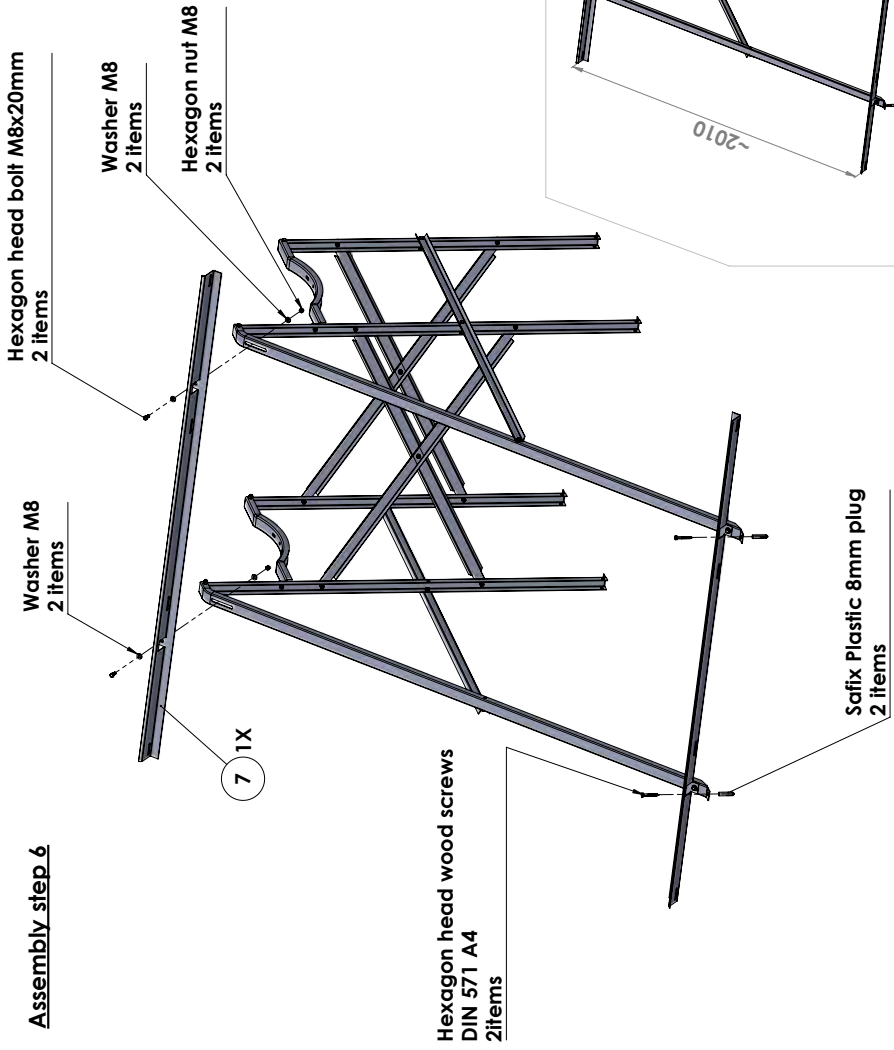 Assembly step 6
Hexagon head bolt M8x20mm
2 items
Washer M8
2 items
Hexagon nut M8
2 items
Washer M8
2 items
7 1X
~2010
Hexagon head wood screws
DIN 571 A4
2items
Safix Plastic 8mm plug
2 items